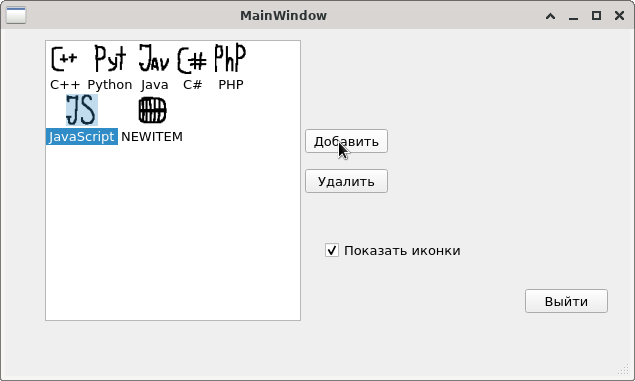 MainWindow
C++ Pyt JAV C# PhP
C++ Python Java C# PHP
JS
JavaScript NEWITEM
Добавить
Удалить
Показать иконки
Выйти